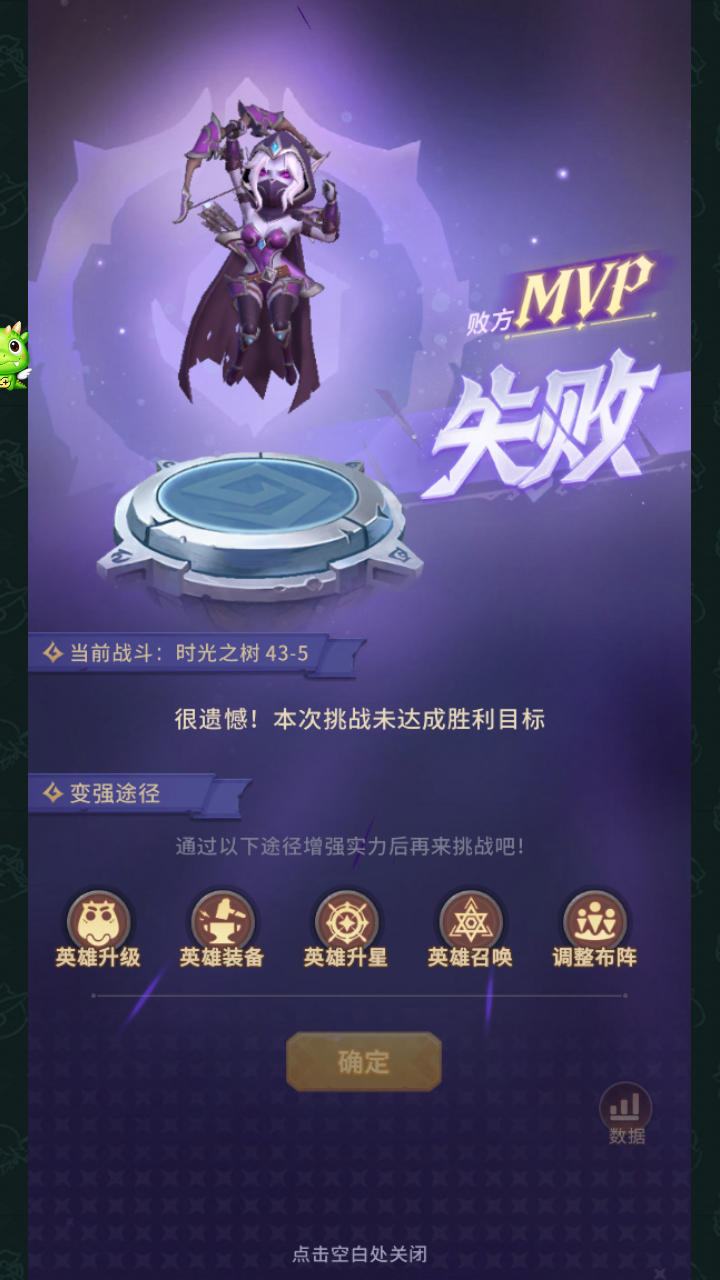 败方 MVP
失败
当前战斗：时光之树 43-5
很遗憾！本次挑战未达成胜利目标
变强途径
通过以下途径增强实力后再来挑战吧！
英雄升级 英雄装备 英雄升星 英雄召唤 调整布阵
确定
数据
点击空白处关闭